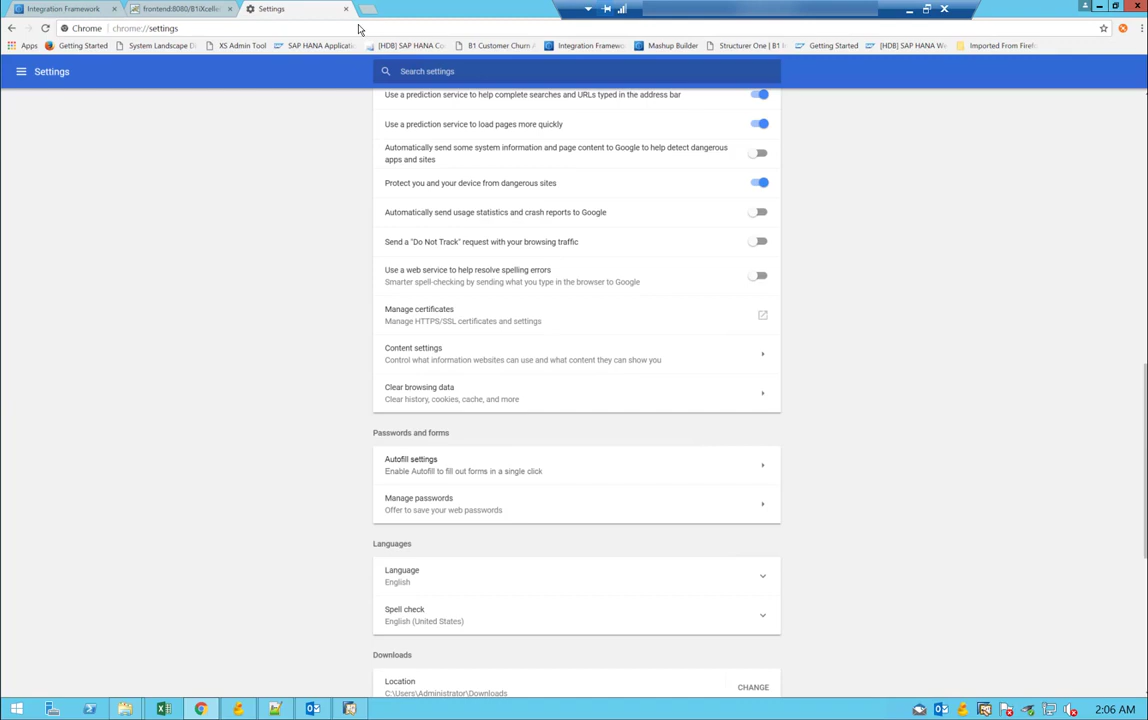 Integration Framework
frontend:8080/B1iXcelle
Settings
Chrome
chrome://settings
Apps
Getting Started
System Landscape D
XS Admin Tool
SAP HANA Applicati
[HDB] SAP HANA Co
B1 Customer Churn
Integration Framew
Mashup Builder
Structurer One | B1
Getting Started
[HDB] SAP HANA W
Imported From Firef
Settings
Search settings
Use a prediction service to help complete searches and URLs typed in the address bar
Use a prediction service to load pages more quickly
Automatically send some system information and page content to Google to help detect dangerous
apps and sites
Protect you and your device from dangerous sites
Automatically send usage statistics and crash reports to Google
Send a "Do Not Track" request with your browsing traffic
Use a web service to help resolve spelling errors
Smarter spell-checking by sending what you type in the browser to Google
Manage certificates
Manage HTTPS/SSL certificates and settings
Content settings
Control what information websites can use and what content they can show you
Clear browsing data
Clear history, cookies, cache, and more
Passwords and forms
Autofill settings
Enable Autofill to fill out forms in a single click
Manage passwords
Offer to save your web passwords
Languages
Language
English
Spell check
English (United States)
Downloads
Location
CHANGE
C:\Users\Administrator\Downloads
2:06 AM